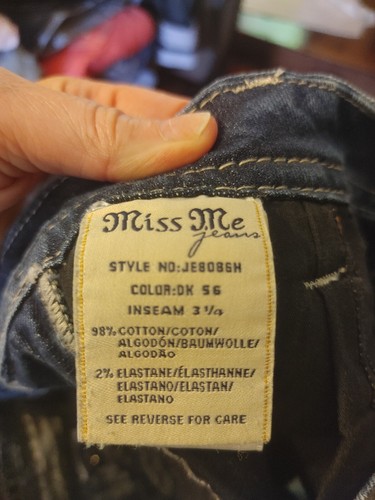 Miss Me
jeans
STYLE NO:JE8086H
COLOR:DK 56
INSEAM 3 1/4
98% COTTON/COTON/
ALGODÓN/BAUMWOLLE/
ALGODÃO
2% ELASTANE/ÉLASTHANNE/
ELASTANO/ELASTAN/
ELASTANO
SEE REVERSE FOR CARE